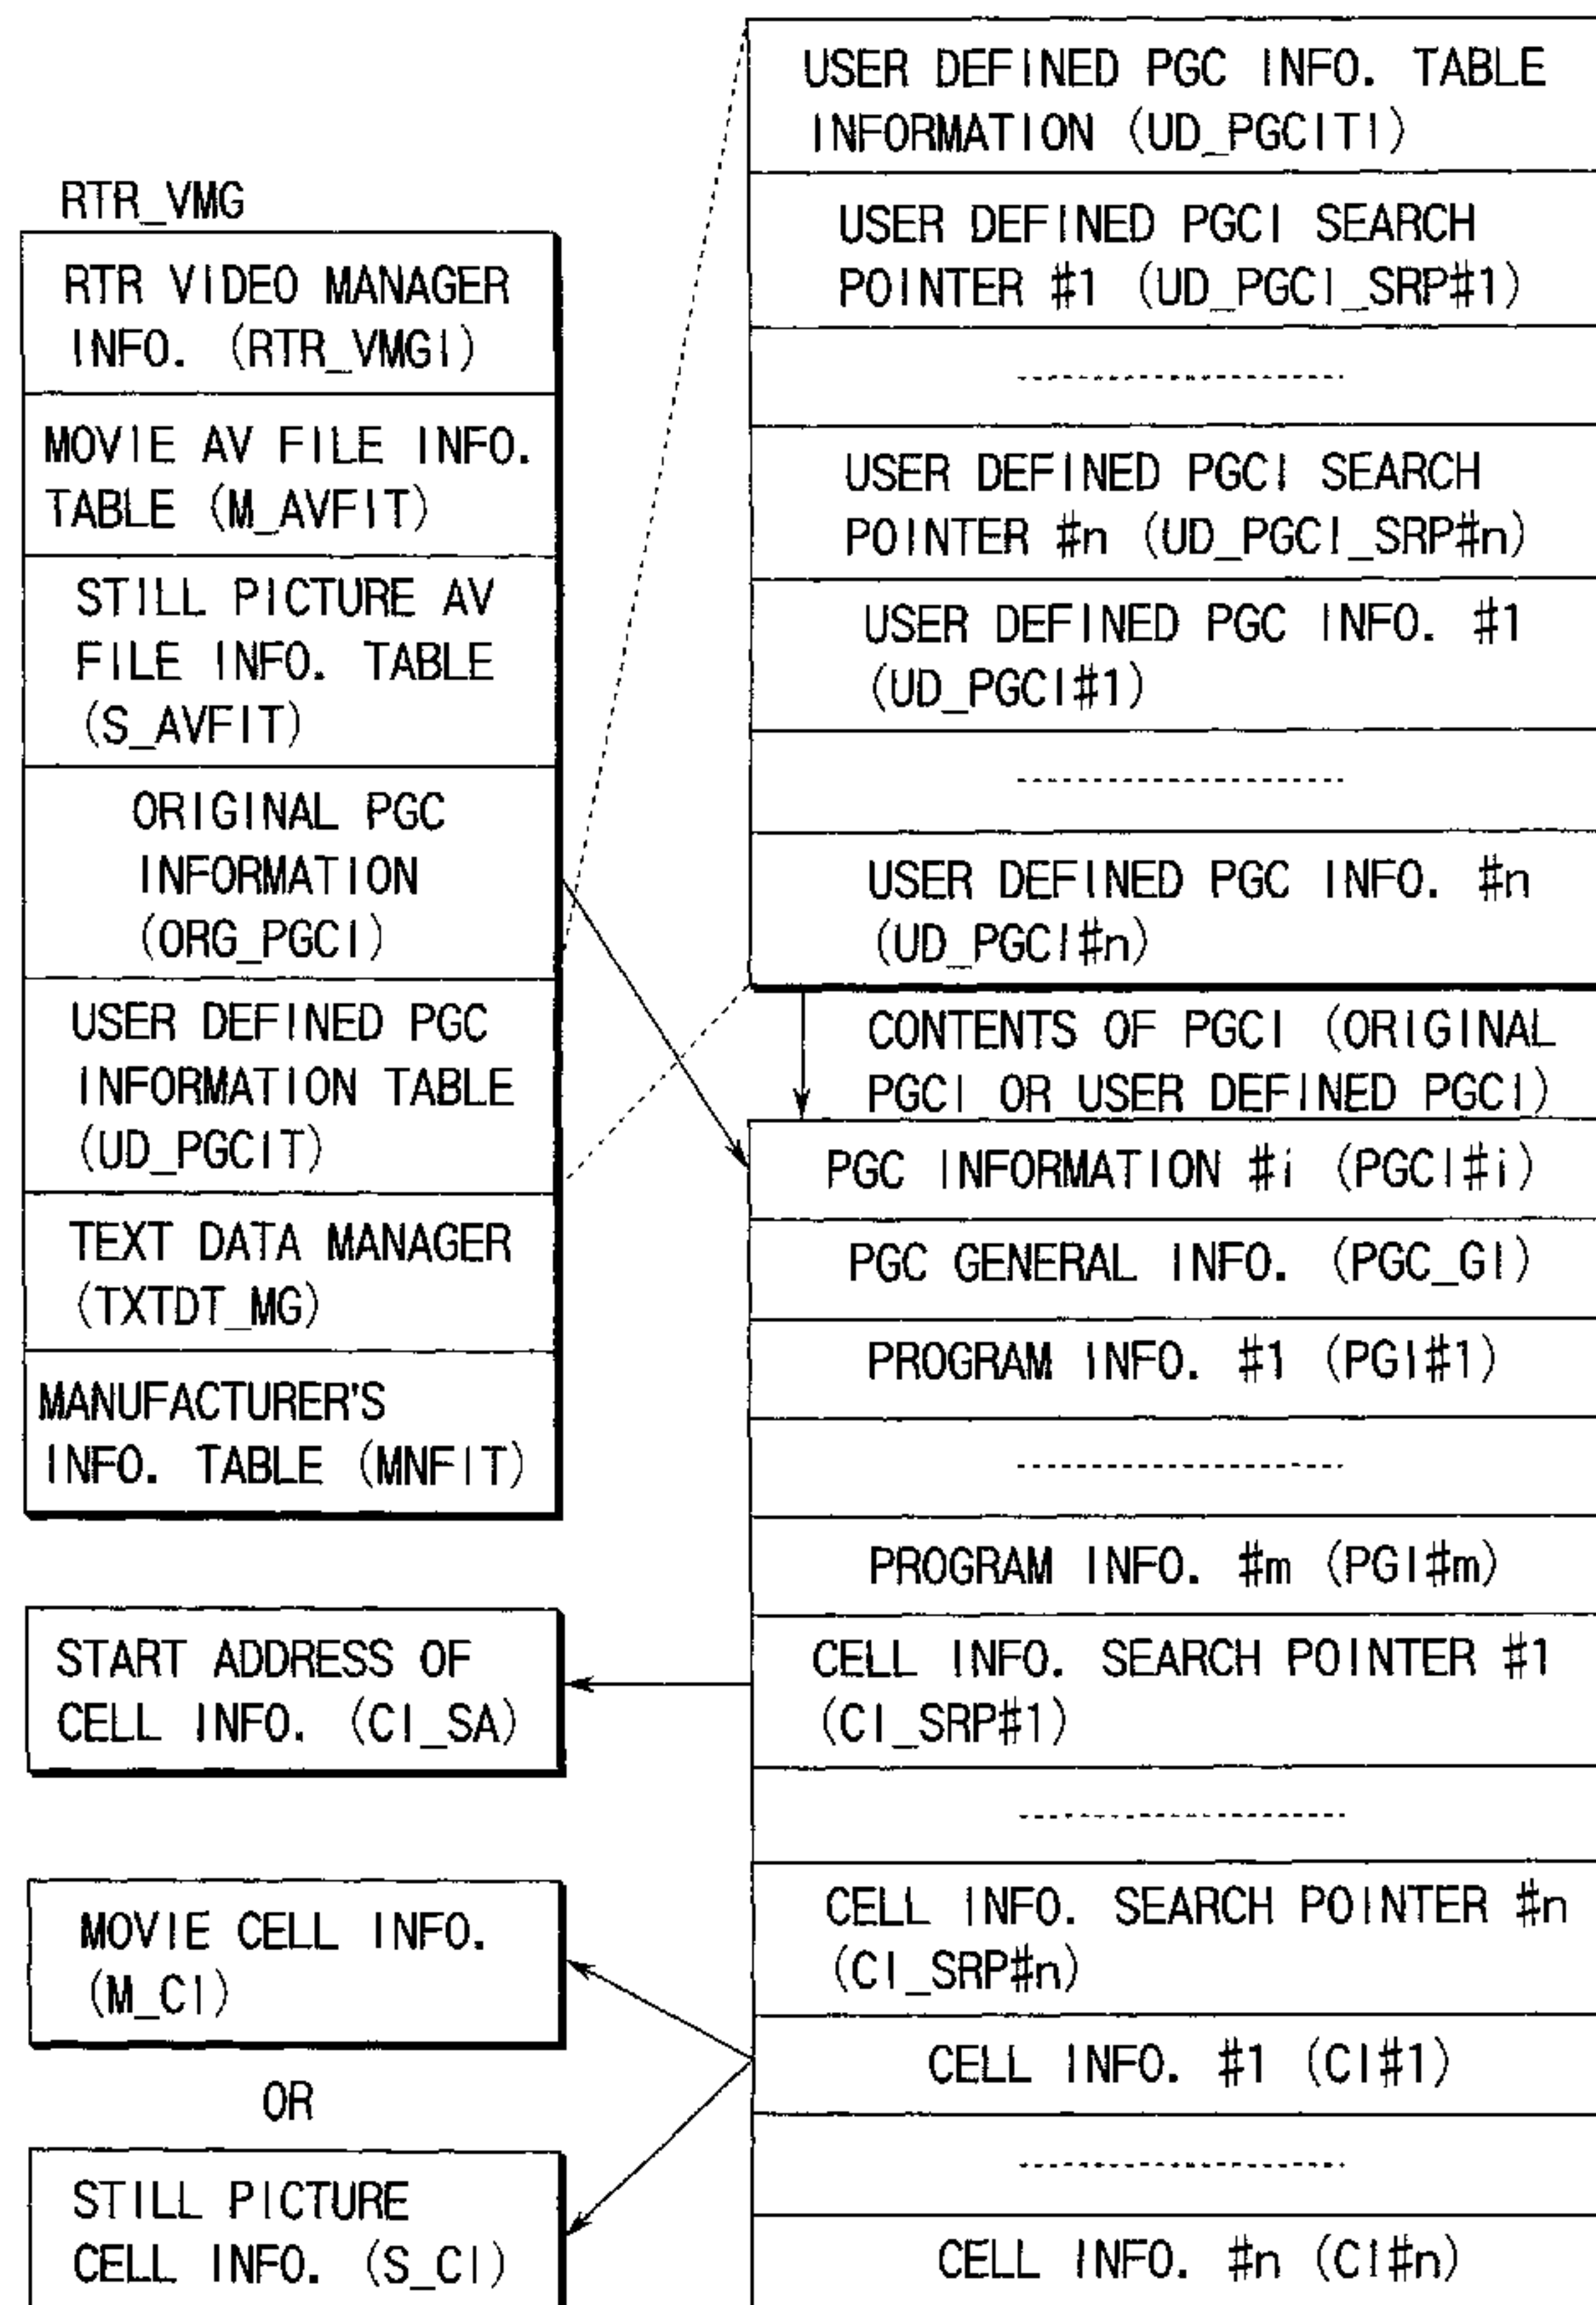 RTR_VMG
RTR VIDEO MANAGER
INFO. (RTR_VMGI)
MOVIE AV FILE INFO.
TABLE (M_AVFIT)
STILL PICTURE AV
FILE INFO. TABLE
(S_AVFIT)
ORIGINAL PGC
INFORMATION
(ORG_PGCI)
USER DEFINED PGC
INFORMATION TABLE
(UD_PGCIT)
TEXT DATA MANAGER
(TXTDT_MG)
MANUFACTURER'S
INFO. TABLE (MNFIT)
START ADDRESS OF
CELL INFO. (CI_SA)
MOVIE CELL INFO.
(M_CI)
OR
STILL PICTURE
CELL INFO. (S_CI)
USER DEFINED PGC INFO. TABLE
INFORMATION (UD_PGCITI)
USER DEFINED PGCI SEARCH
POINTER #1 (UD_PGCI_SRP#1)
USER DEFINED PGCI SEARCH
POINTER #n (UD_PGCI_SRP#n)
USER DEFINED PGC INFO. #1
(UD_PGCI#1)
USER DEFINED PGC INFO. #n
(UD_PGCI#n)
CONTENTS OF PGCI (ORIGINAL
PGCI OR USER DEFINED PGCI)
PGC INFORMATION #i (PGCI#i)
PGC GENERAL INFO. (PGC_GI)
PROGRAM INFO. #1 (PGI#1)
PROGRAM INFO. #m (PGI#m)
CELL INFO. SEARCH POINTER #1
(CI_SRP#1)
CELL INFO. SEARCH POINTER #n
(CI_SRP#n)
CELL INFO. #1 (CI#1)
CELL INFO. #n (CI#n)